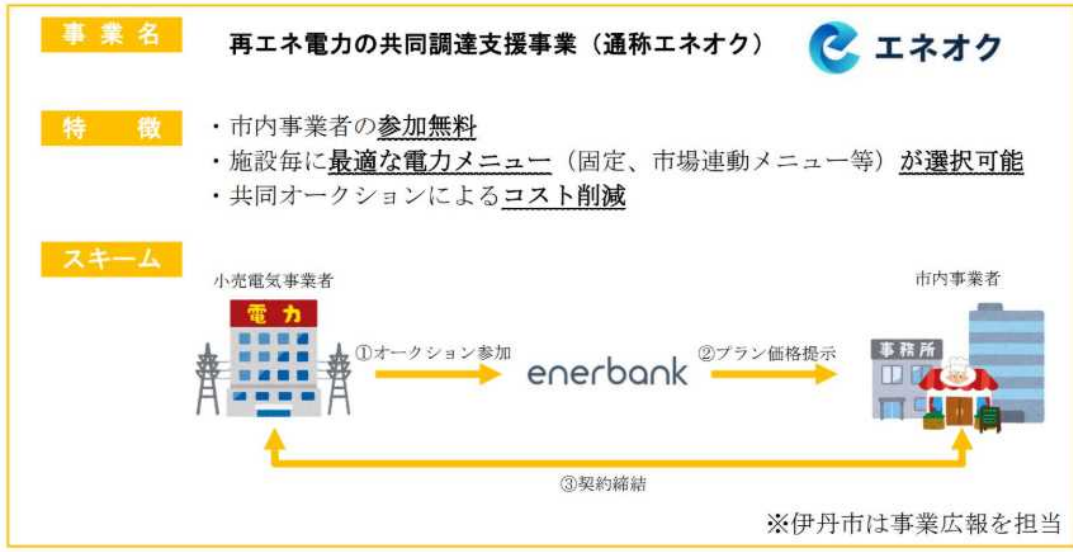 事業名
再エネ電力の共同調達支援事業（通称エネオク）
エネオク
特　徴
・市内事業者の参加無料
・施設毎に最適な電力メニュー（固定、市場連動メニュー等）が選択可能
・共同オークションによるコスト削減
スキーム
小売電気事業者
市内事業者
電力
事務所
①オークション参加
enerbank
②プラン価格提示
③契約締結
※伊丹市は事業広報を担当